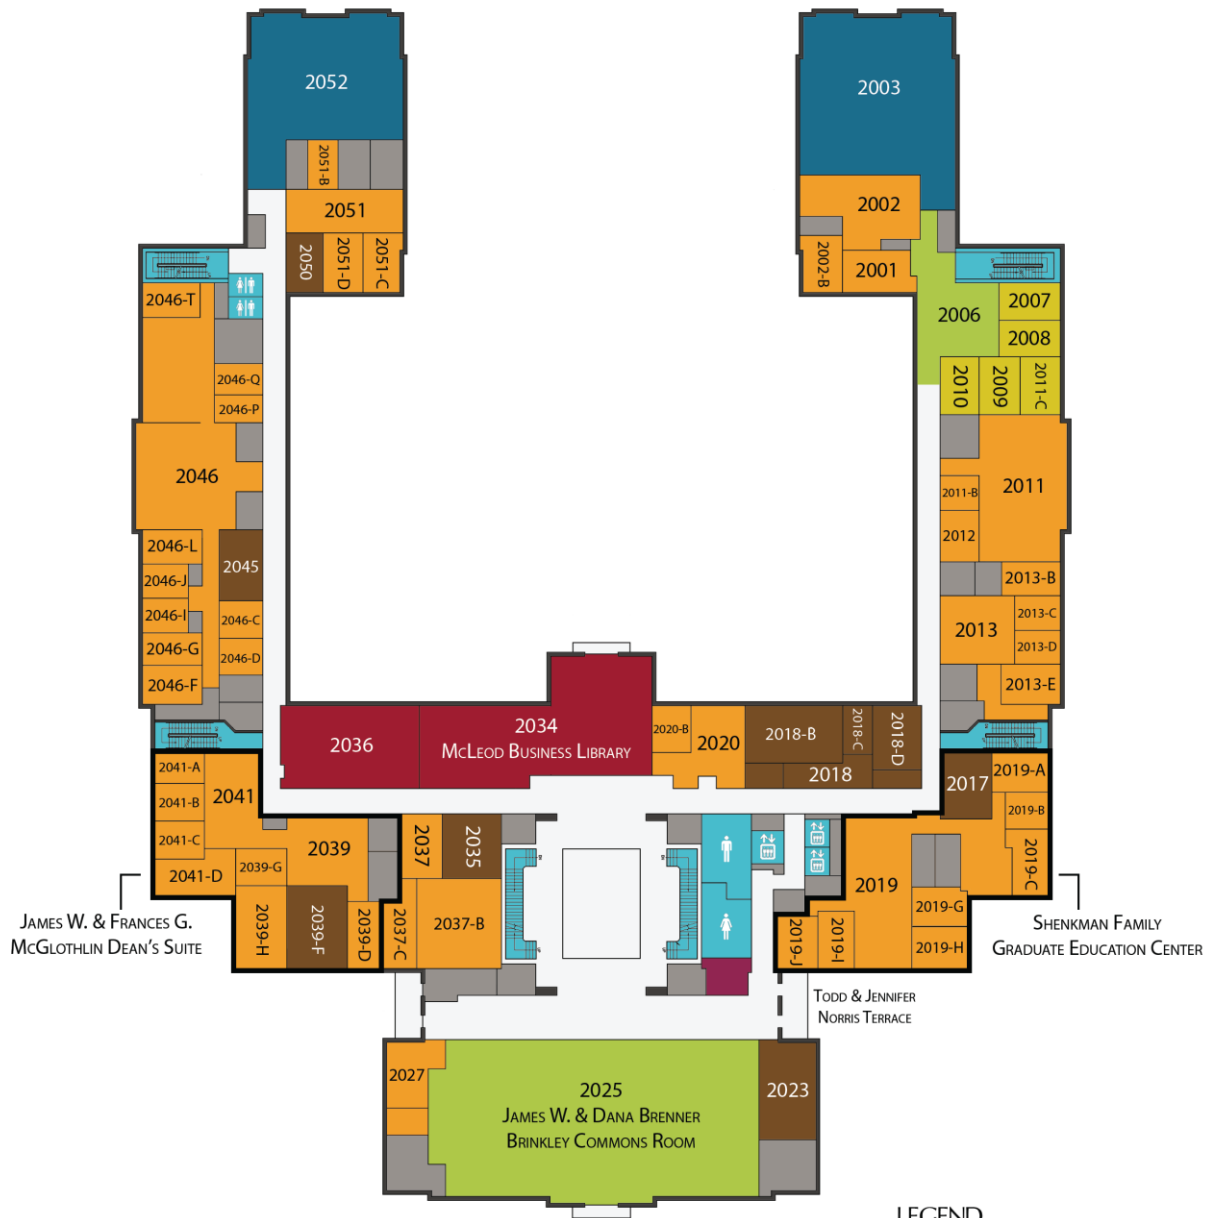 2052
2003
2051-B
2051
2002
2050
2051-D
2051-C
2002-B
2001
2046-T
2006
2007
2008
2046-Q
2046-P
2010
2009
2011-C
2046
2011
2011-B
2012
2046-L
2045
2046-J
2013-B
2046-I
2046-C
2013
2013-C
2046-G
2046-D
2013-D
2046-F
2013-E
2036
2034
McLeod Business Library
2020-B
2020
2018-B
2018-C
2018-D
2018
2041-A
2041
2041-B
2041-C
2041-D
2017
2019-A
2019-B
2019-C
2039
2039-G
2039-H
2039-F
2039-D
2037
2035
2037-C
2037-B
2019
2019-G
2019-H
2019-J
2019-I
James W. & Frances G.
McGlothlin Dean's Suite
Shenkman Family
Graduate Education Center
Todd & Jennifer
Norris Terrace
2027
2025
James W. & Dana Brenner
Brinkley Commons Room
2023
LEGEND